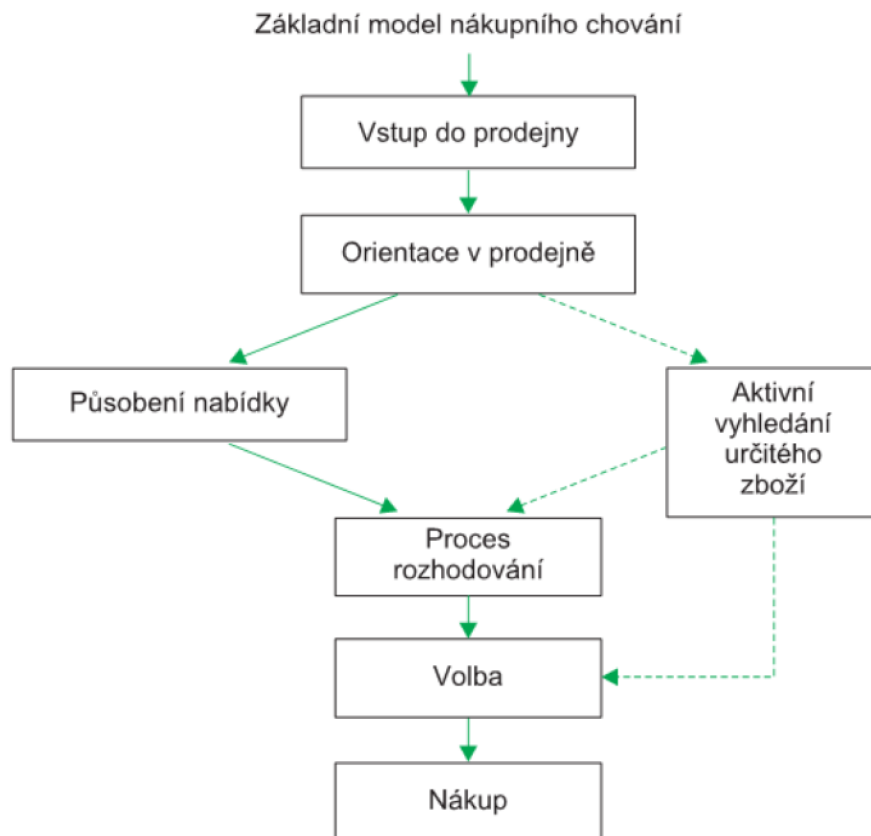 Základní model nákupního chování
Vstup do prodejny
Orientace v prodejně
Působení nabídky
Aktivní
vyhledání
určitého
zboží
Proces
rozhodování
Volba
Nákup